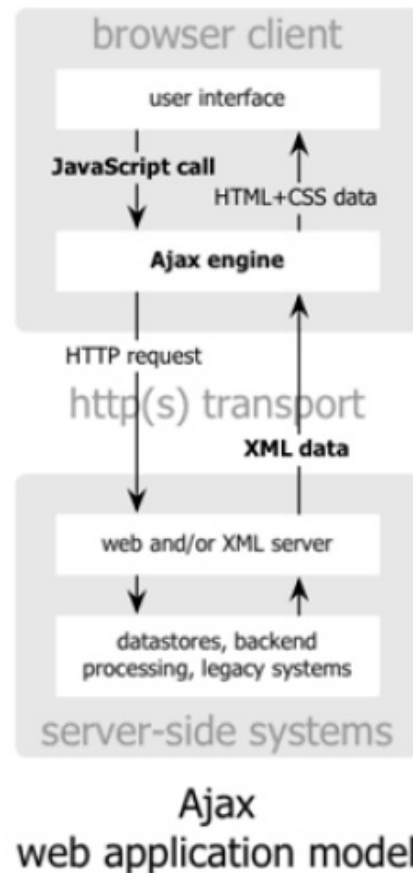 browser client
user interface
JavaScript call
HTML+CSS data
Ajax engine
HTTP request
http(s) transport
XML data
web and/or XML server
datastores, backend
processing, legacy systems
server-side systems
Ajax
web application model